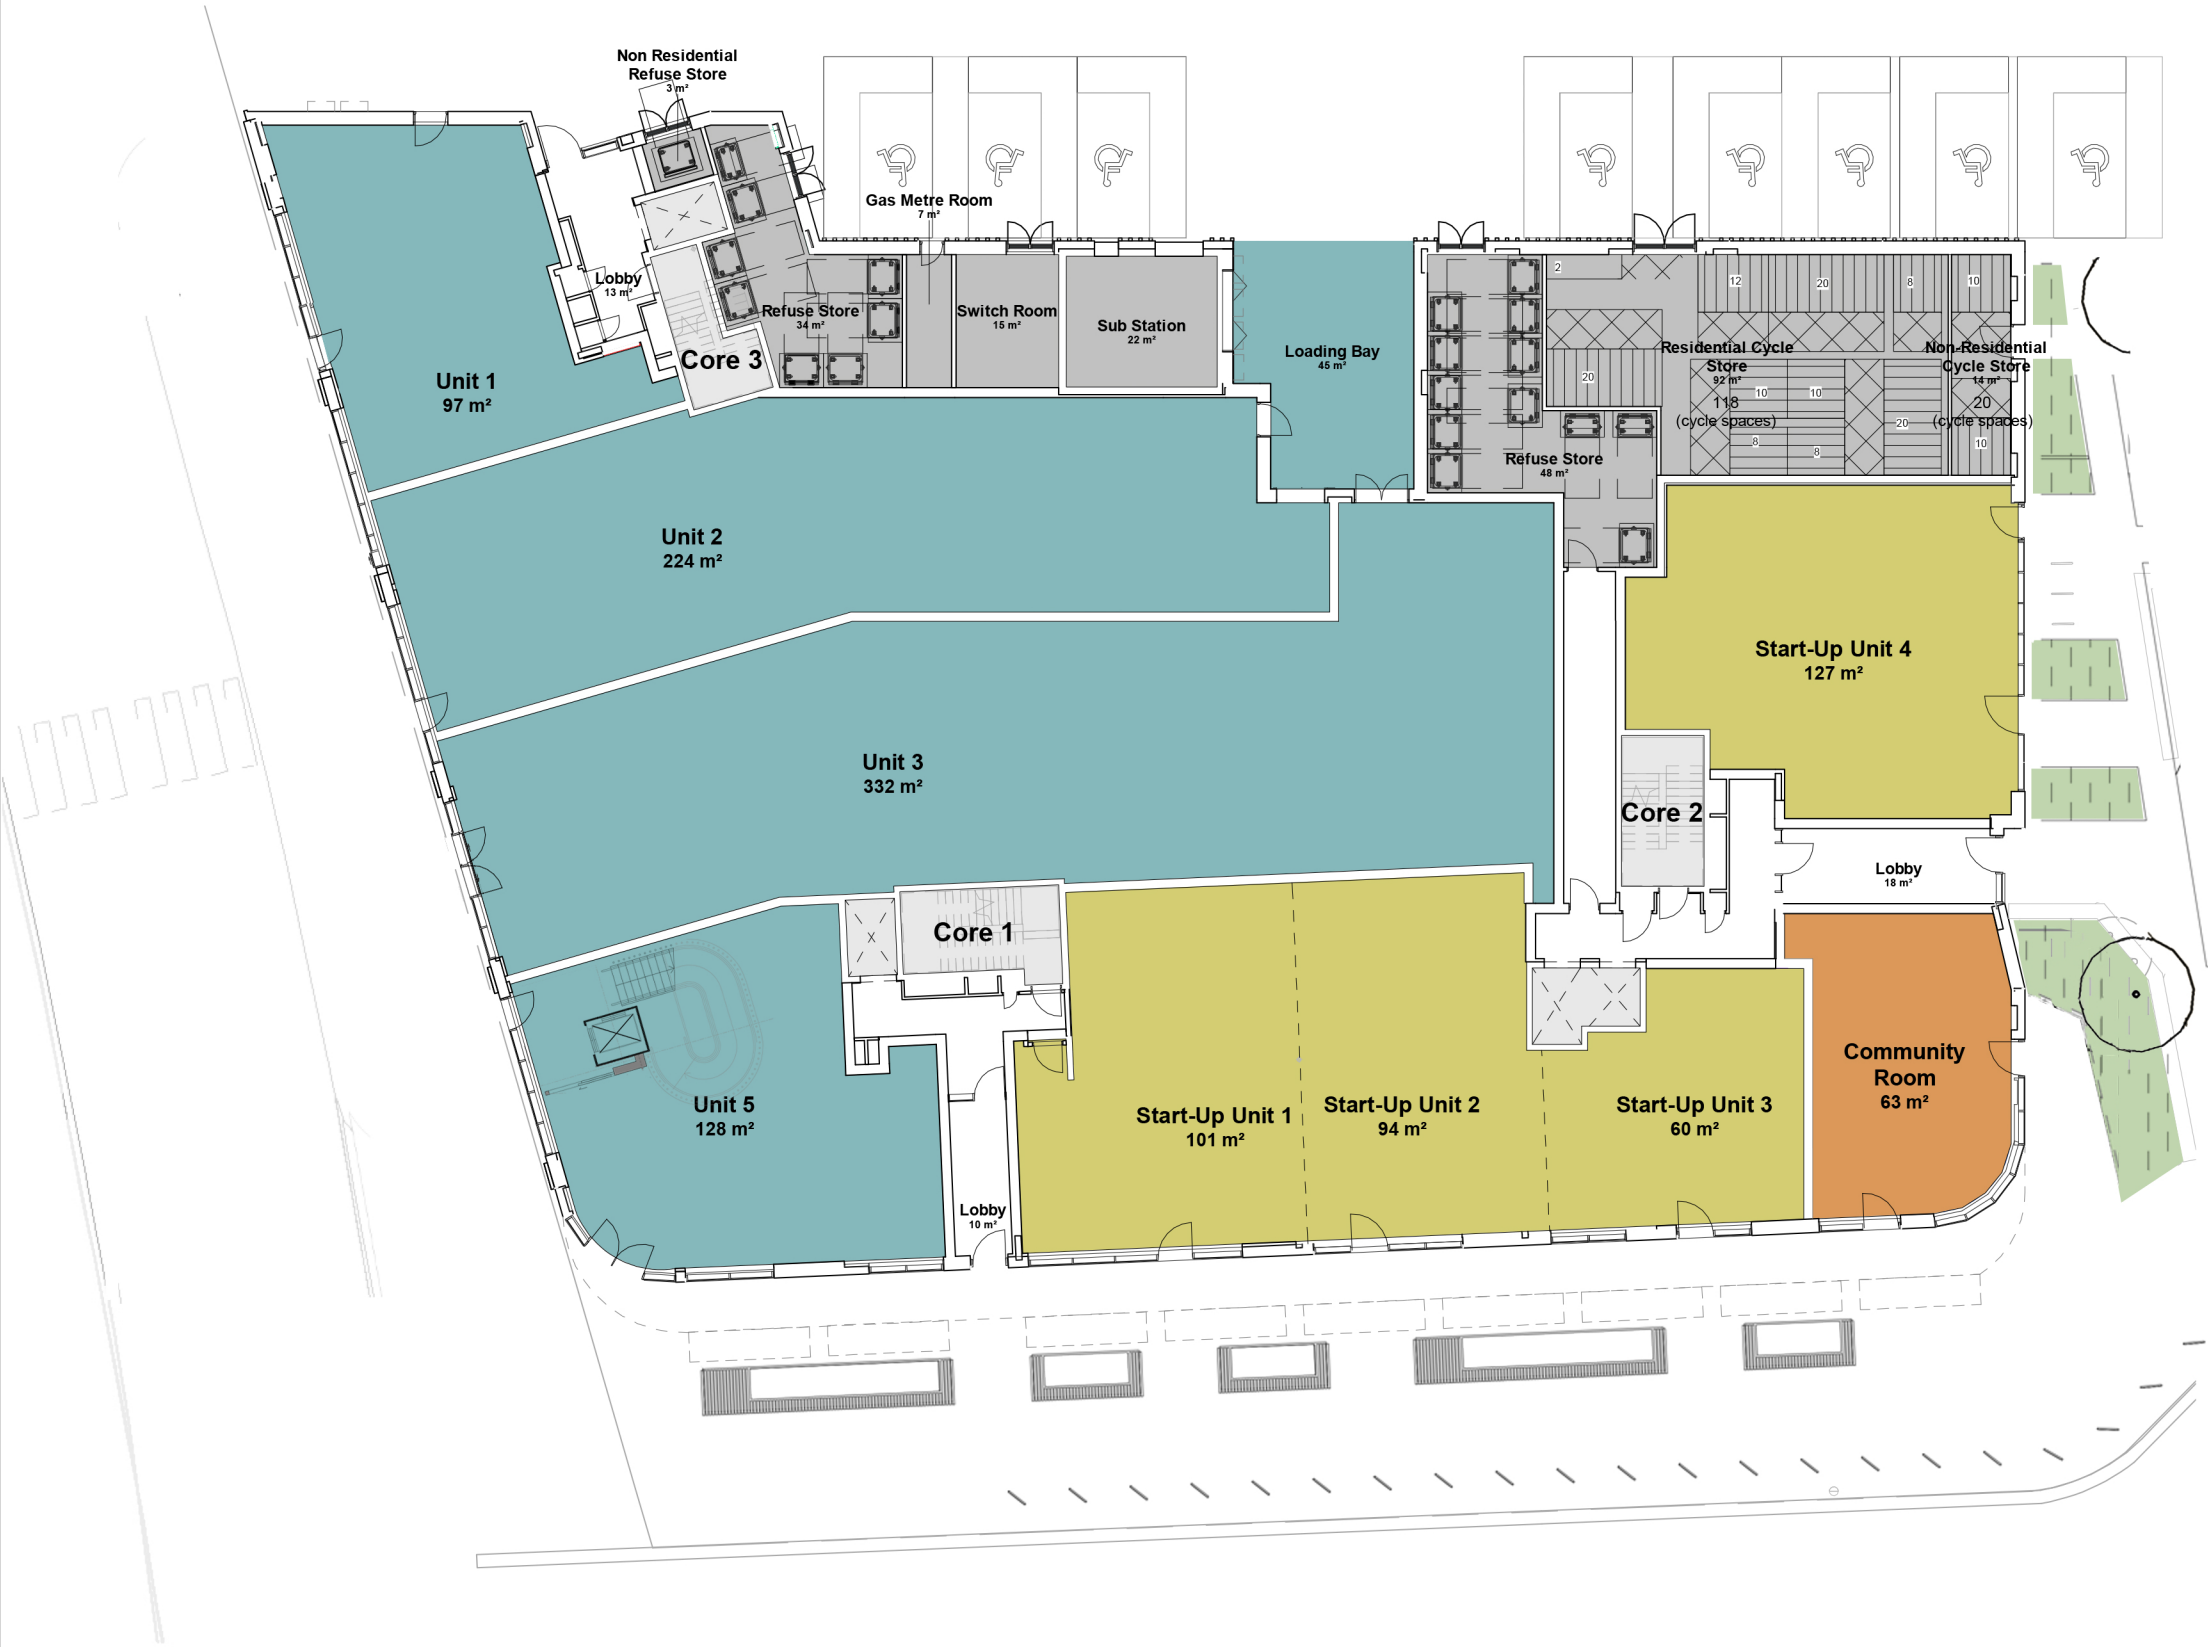 Non Residential
Refuse Store
3 m²
Gas Metre Room
7 m²
Lobby
13 m²
Refuse Store
34 m²
Core 3
Switch Room
15 m²
Sub Station
22 m²
Loading Bay
45 m²
2
12
20
8
10
Residential Cycle
Store
92 m²
118
(cycle spaces)
Non-Residential
Cycle Store
14 m²
20
(cycle spaces)
20
10
10
20
8
8
10
Refuse Store
48 m²
Unit 1
97 m²
Unit 2
224 m²
Unit 3
332 m²
Start-Up Unit 4
127 m²
Core 2
Lobby
18 m²
Core 1
Unit 5
128 m²
Lobby
10 m²
Start-Up Unit 1
101 m²
Start-Up Unit 2
94 m²
Start-Up Unit 3
60 m²
Community
Room
63 m²